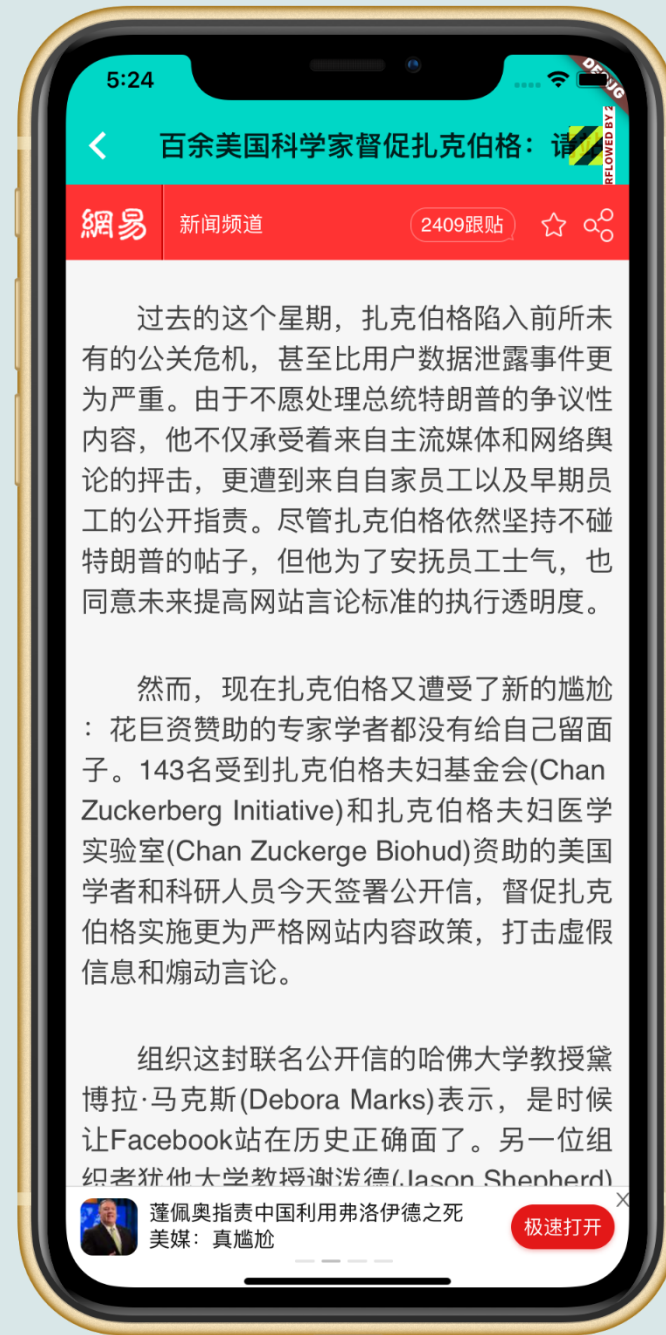 5:24
DEBUG
百余美国科学家督促扎克伯格：请
RFLOWED BY 2
網易
新闻频道
2409跟贴
过去的这个星期，扎克伯格陷入前所未
有的公关危机，甚至比用户数据泄露事件更
为严重。由于不愿处理总统特朗普的争议性
内容，他不仅承受着来自主流媒体和网络舆
论的抨击，更遭到来自自家员工以及早期员
工的公开指责。尽管扎克伯格依然坚持不碰
特朗普的帖子，但他为了安抚员工士气，也
同意未来提高网站言论标准的执行透明度。
然而，现在扎克伯格又遭受了新的尴尬
：花巨资赞助的专家学者都没有给自己留面
子。143名受到扎克伯格夫妇基金会(Chan
Zuckerberg Initiative)和扎克伯格夫妇医学
实验室(Chan Zuckerge Biohud)资助的美国
学者和科研人员今天签署公开信，督促扎克
伯格实施更为严格网站内容政策，打击虚假
信息和煽动言论。
组织这封联名公开信的哈佛大学教授黛
博拉·马克斯(Debora Marks)表示，是时候
让Facebook站在历史正确面了。另一位组
织者犹他大学教授谢泼德(Jason Shepherd)
蓬佩奥指责中国利用弗洛伊德之死
美媒：真尴尬
极速打开
X